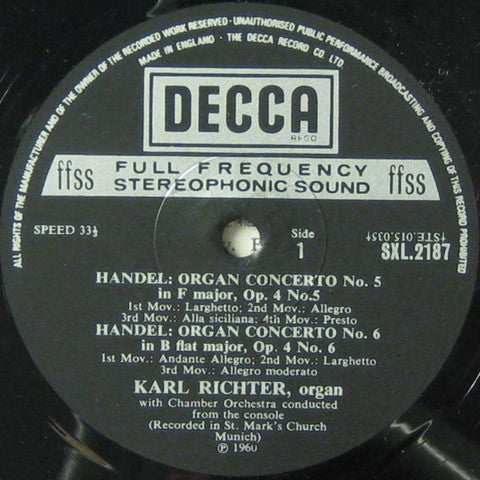 ALL RIGHTS OF THE MANUFACTURER AND OF THE OWNER OF THE RECORDED WORK RESERVED · UNAUTHORISED PUBLIC PERFORMANCE BROADCASTING AND COPYING OF THIS RECORD PROHIBITED
MADE IN ENGLAND · THE DECCA RECORD CO. LTD.
DECCA
REGD
ffss FULL FREQUENCY ffss
STEREOPHONIC SOUND
SPEED 33⅓
Side
1
SXL.2187
HANDEL: ORGAN CONCERTO No. 5
in F major, Op. 4 No.5
1st Mov.: Larghetto; 2nd Mov.: Allegro
3rd Mov.: Alla siciliana; 4th Mov.: Presto
HANDEL: ORGAN CONCERTO No. 6
in B flat major, Op. 4 No. 6
1st Mov.: Andante Allegro; 2nd Mov.: Larghetto
3rd Mov.: Allegro moderato
KARL RICHTER, organ
with Chamber Orchestra conducted
from the console
(Recorded in St. Mark's Church
Munich)
℗ 1960